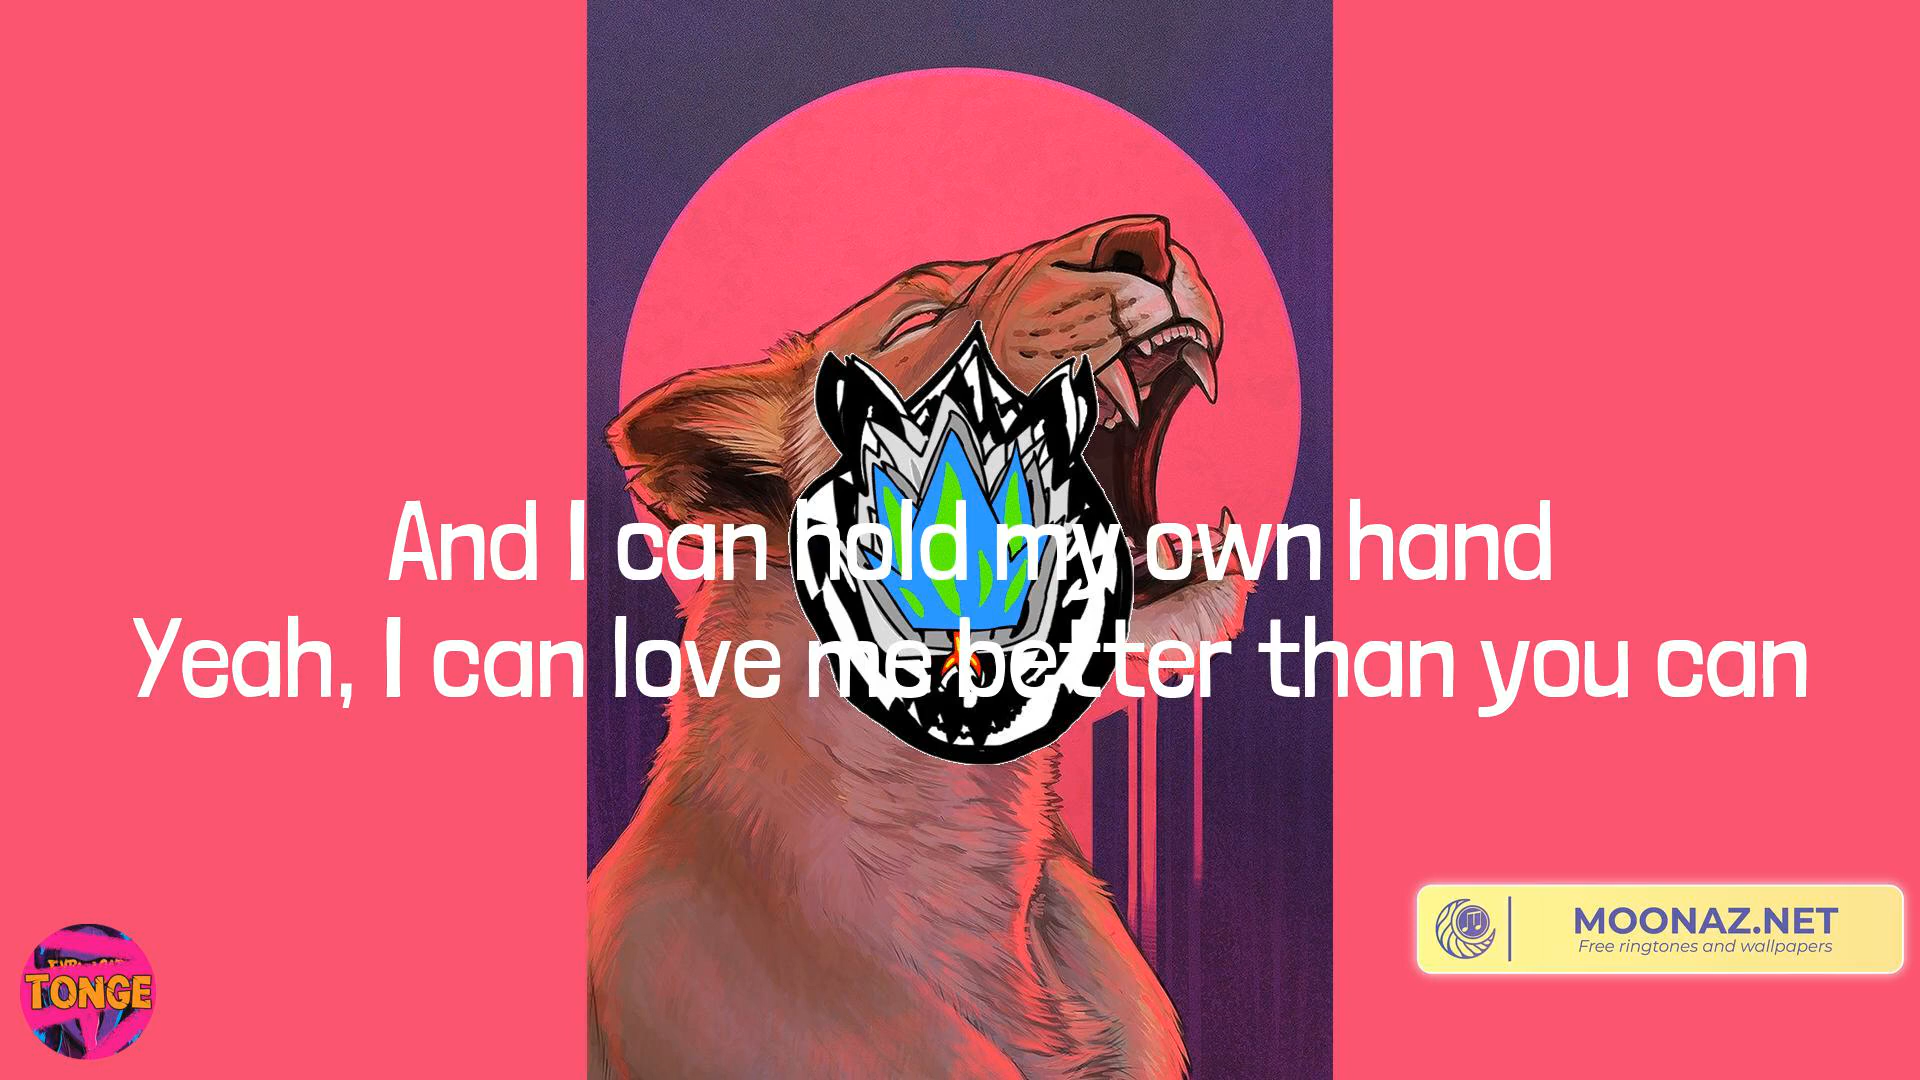 And I can hold my own hand
Yeah, I can love me better than you can
MOONAZ.NET
Free ringtones and wallpapers
TONGE